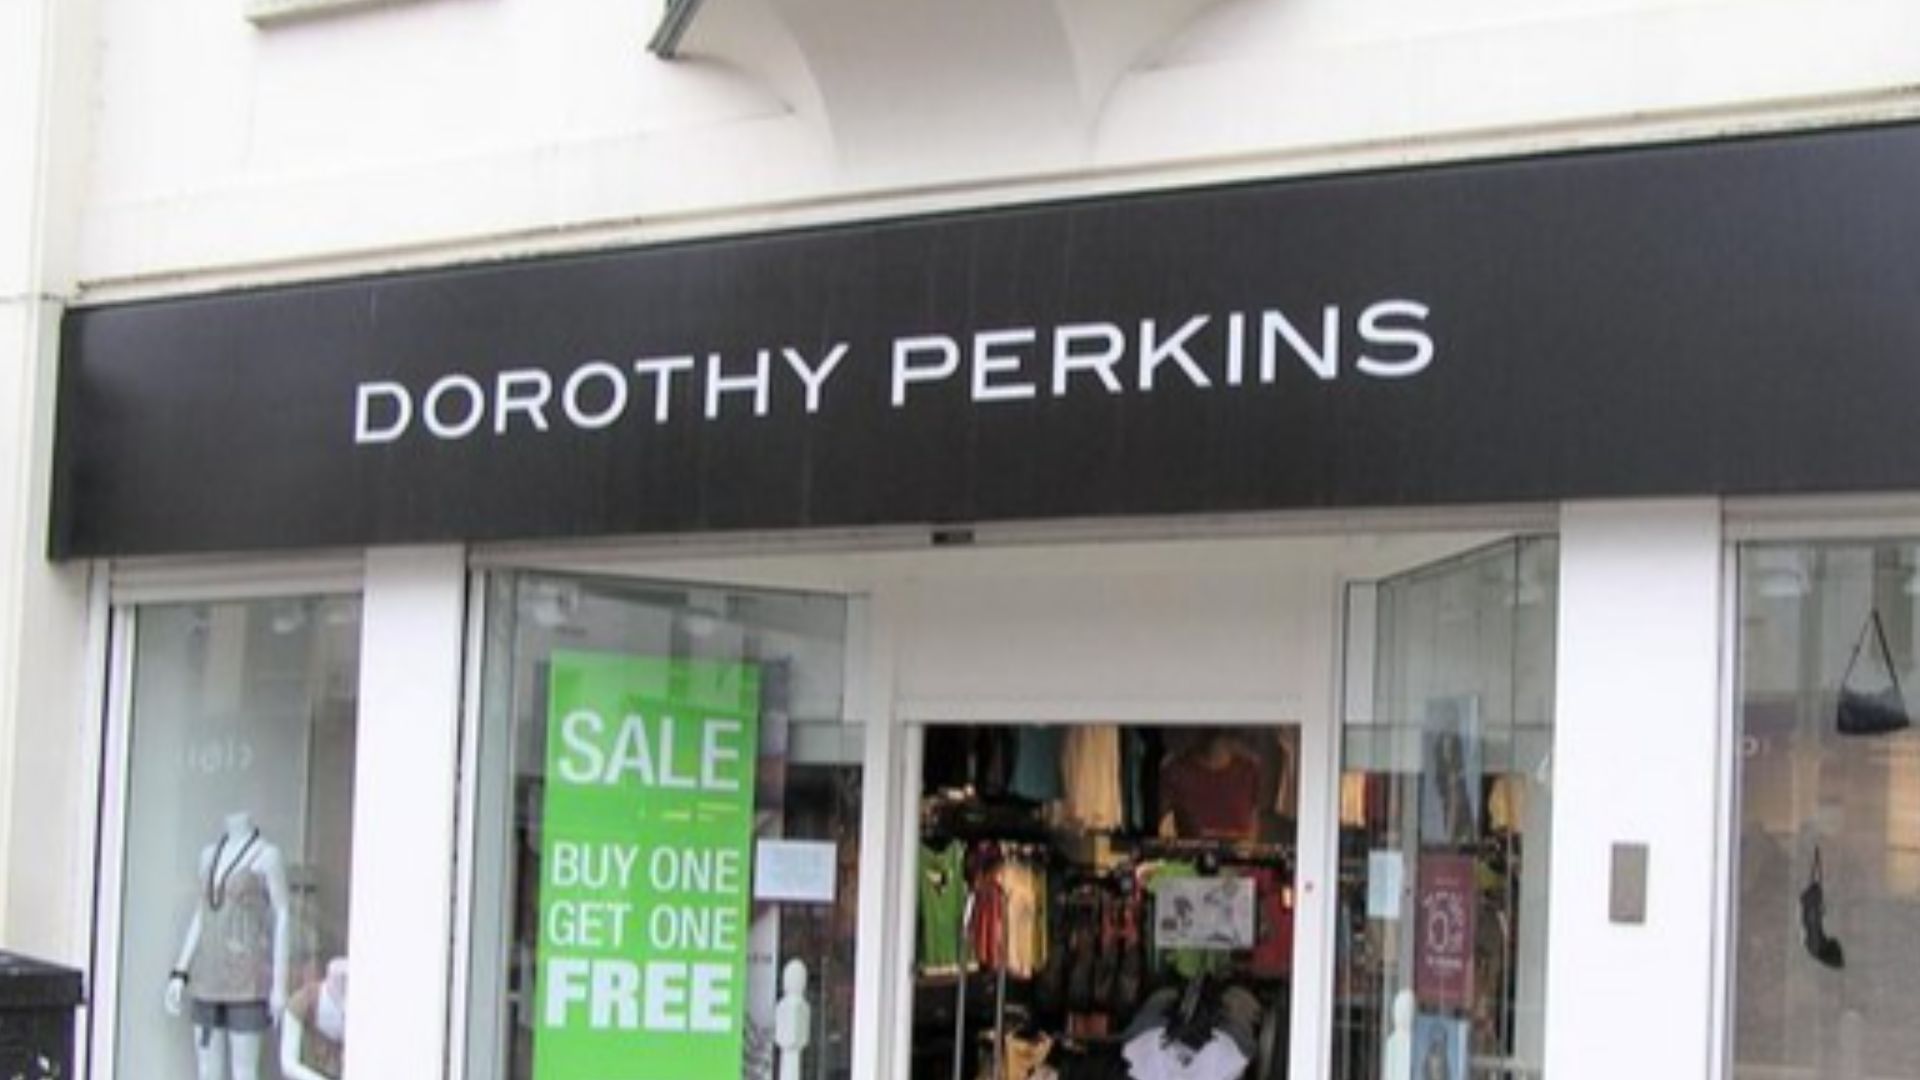 DOROTHY PERKINS
SALE
BUY ONE
GET ONE
FREE